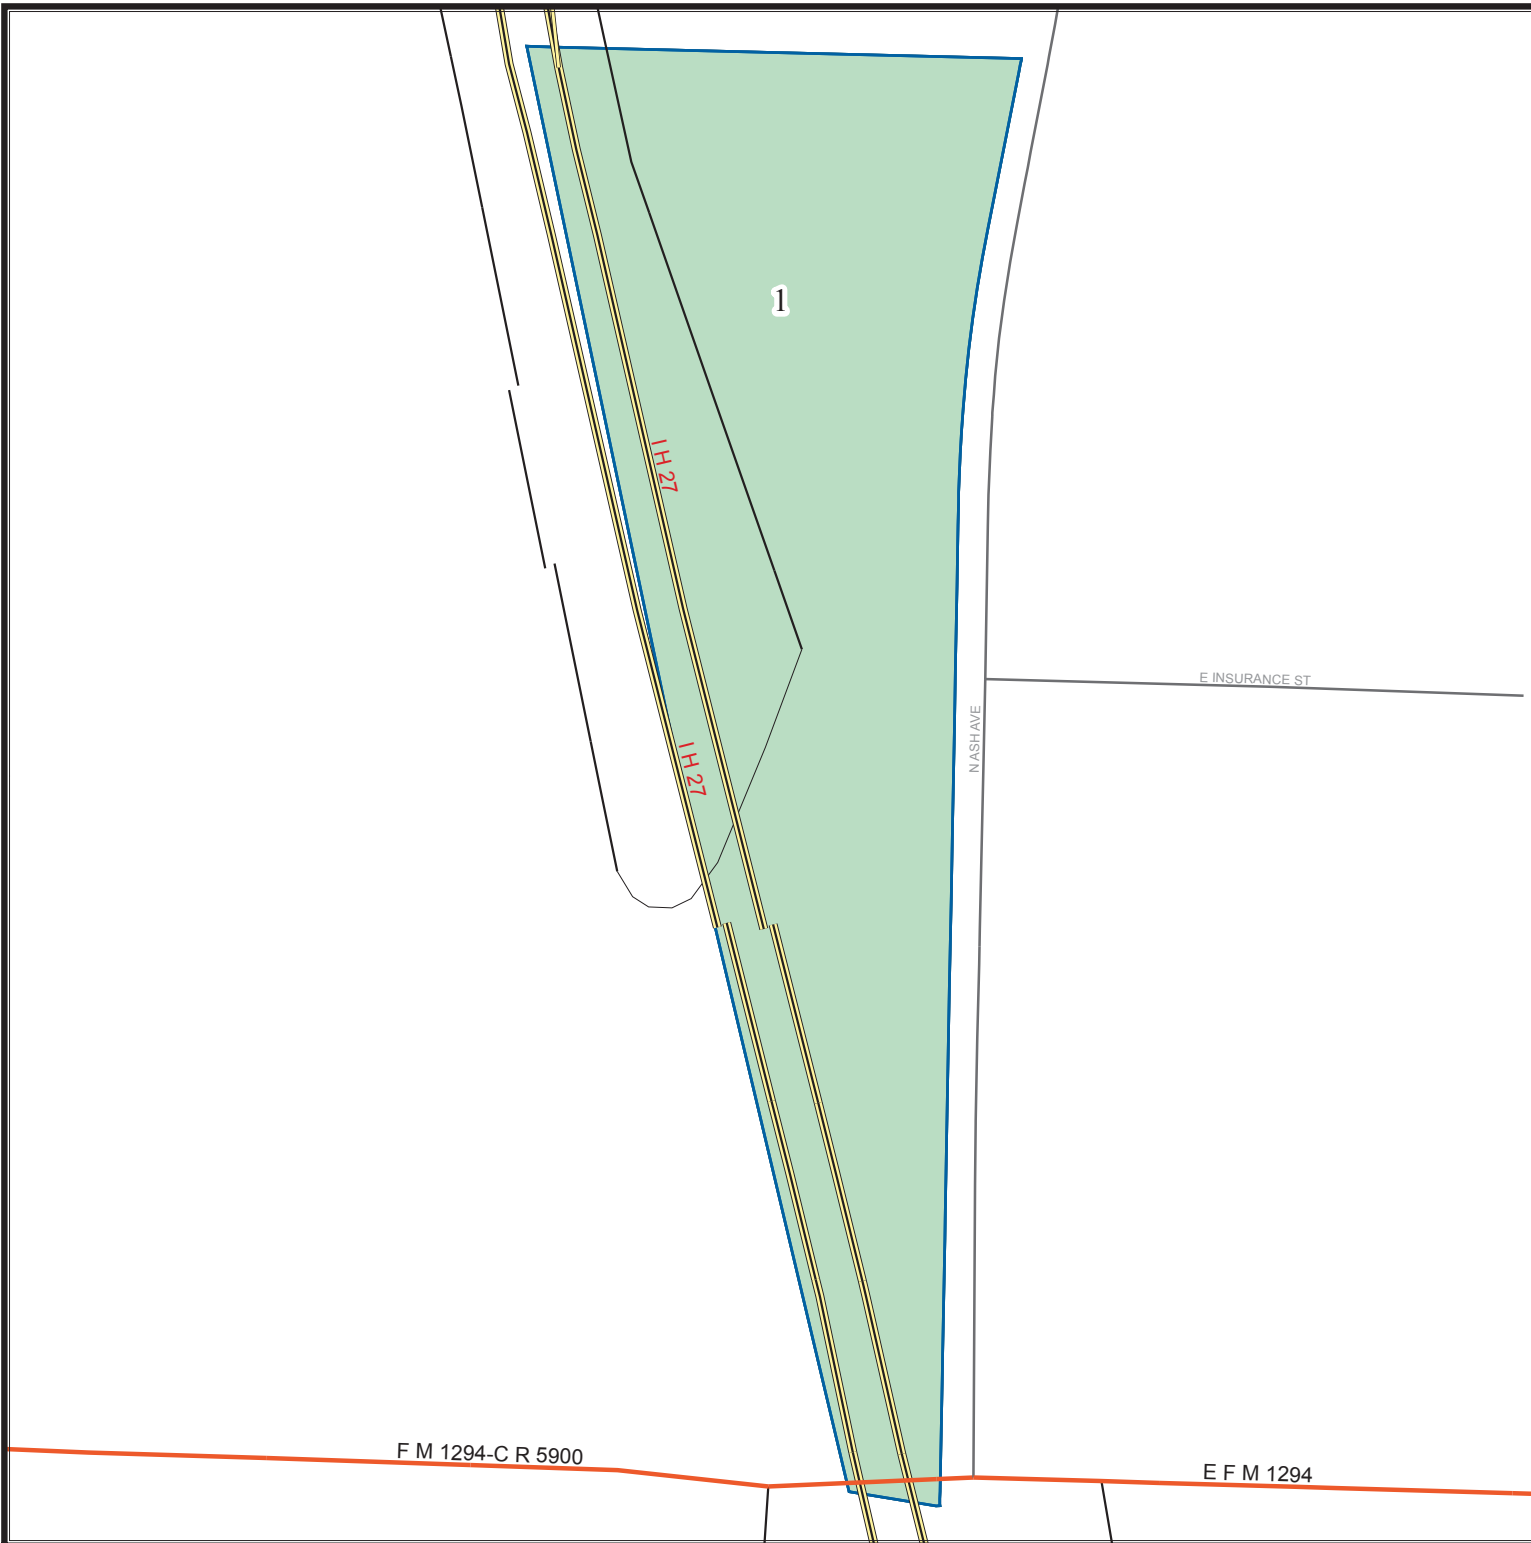 1
I H 27
E INSURANCE ST
N ASH AVE
I H 27
F M 1294-C R 5900
E F M 1294